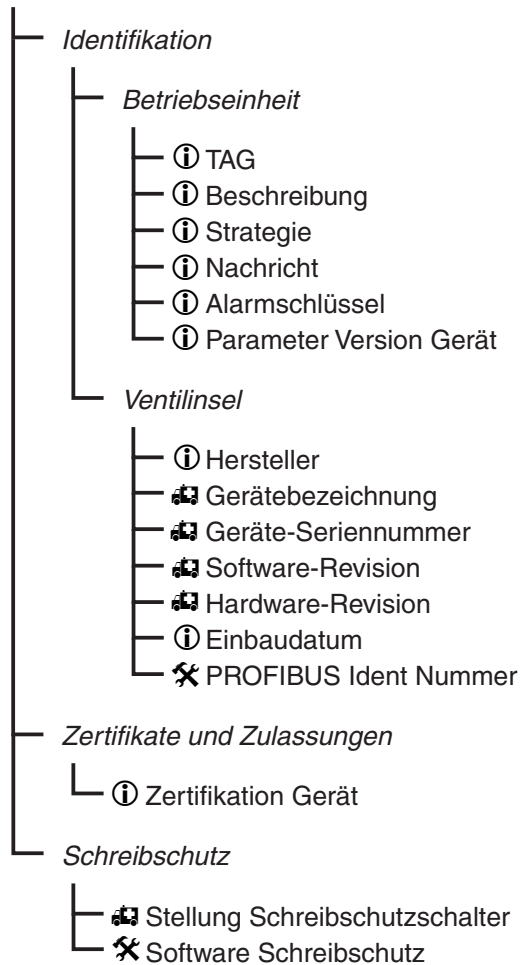 Identifikation
Betriebseinheit
TAG
Beschreibung
Strategie
Nachricht
Alarmschlüssel
Parameter Version Gerät
Ventilinsel
Hersteller
Gerätebezeichnung
Geräte-Seriennummer
Software-Revision
Hardware-Revision
Einbaudatum
PROFIBUS Ident Nummer
Zertifikate und Zulassungen
Zertifikation Gerät
Schreibschutz
Stellung Schreibschutzschalter
Software Schreibschutz